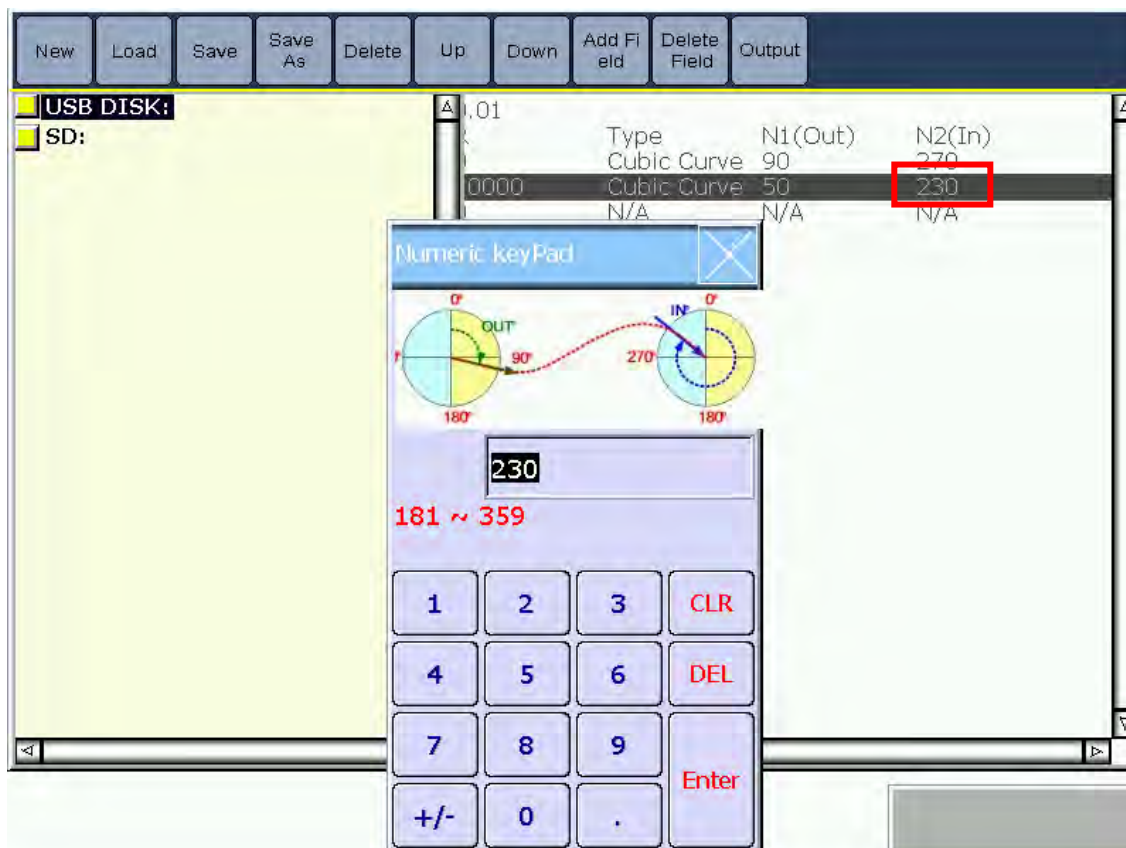 New Load Save Save As Delete Up Down Add Fi eld Delete Field Output
USB DISK:
SD:
.01
Type N1(Out) N2(In)
Cubic Curve 90 270
0000 Cubic Curve 50 230
N/A N/A N/A
Numeric keyPad
0° OUT 90° 180°
IN 0° 270° 180°
230
181 ~ 359
1 2 3 CLR
4 5 6 DEL
7 8 9 Enter
+/- 0 .